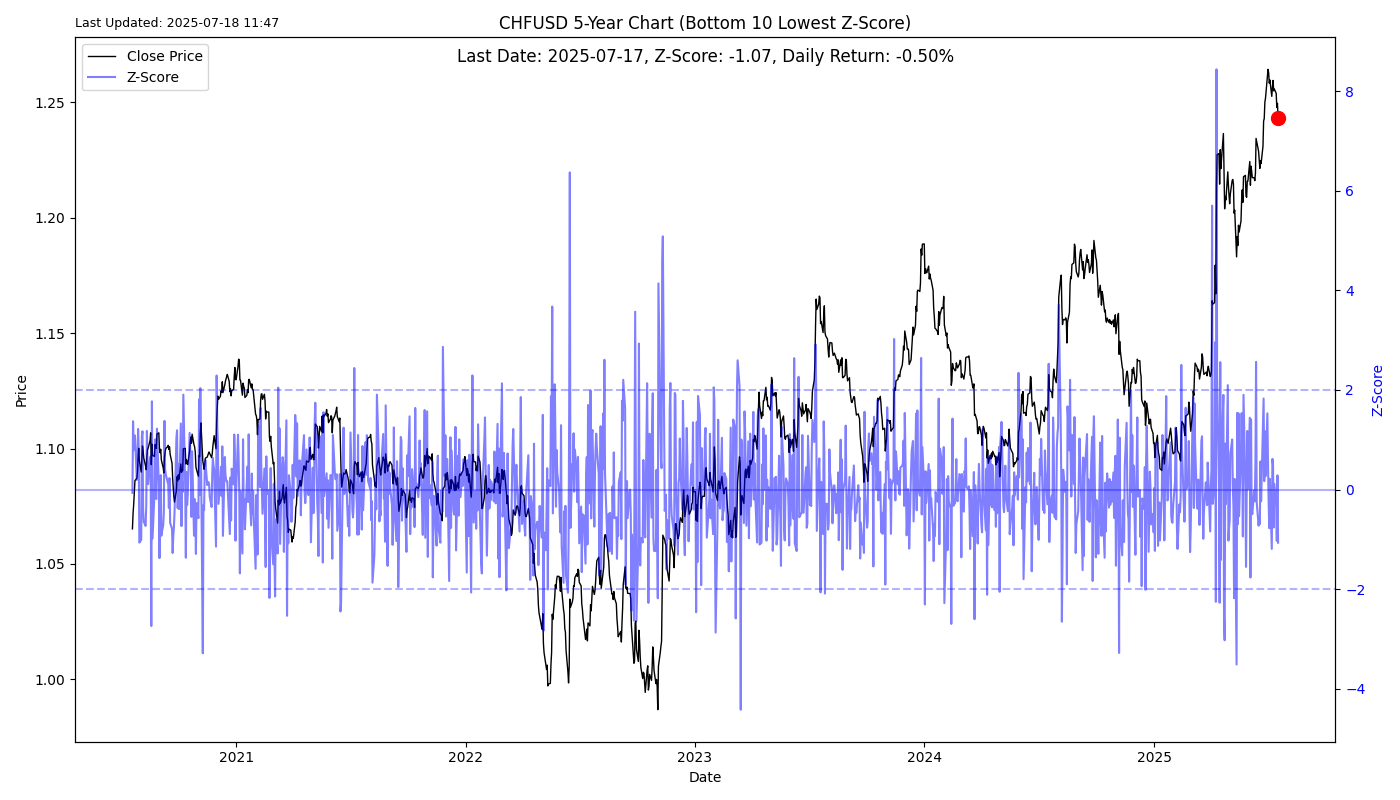 Last Updated: 2025-07-18 11:47
CHFUSD 5-Year Chart (Bottom 10 Lowest Z-Score)
Last Date: 2025-07-17, Z-Score: -1.07, Daily Return: -0.50%
Close Price
Z-Score
1.25
1.20
1.15
1.10
1.05
1.00
Price
8
6
4
2
0
−2
−4
Z-Score
2021
2022
2023
2024
2025
Date